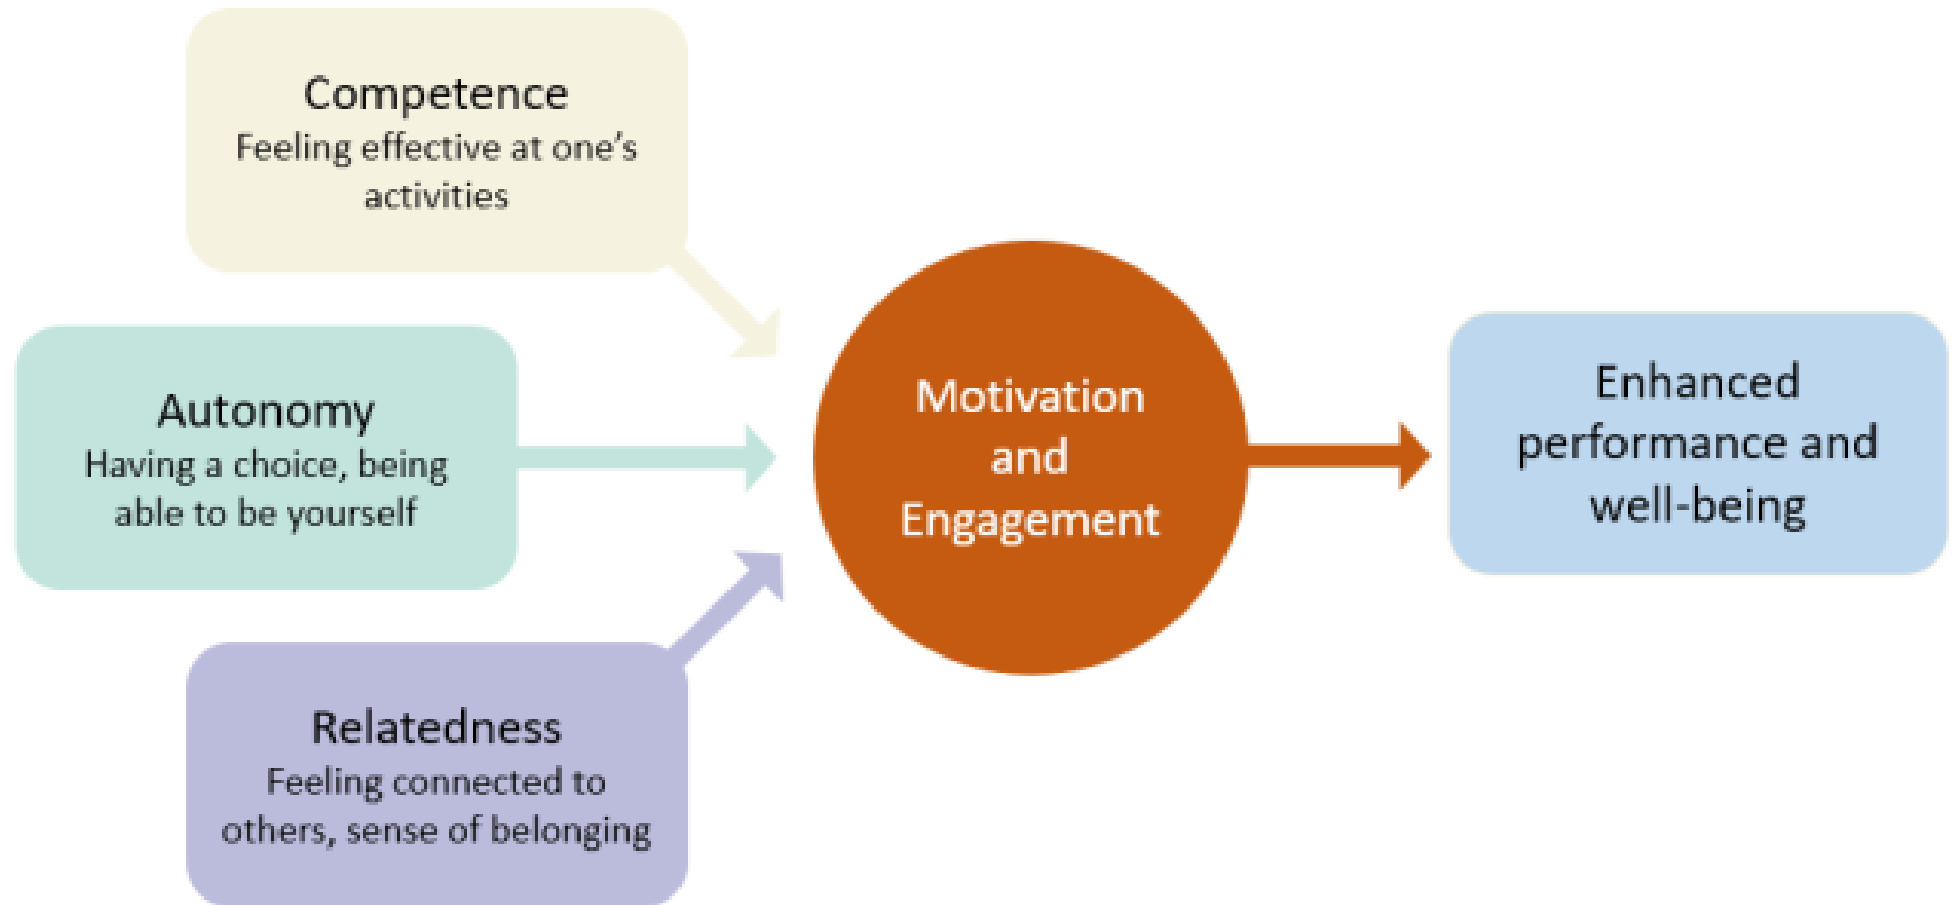 Competence
Feeling effective at one's
activities
Autonomy
Having a choice, being
able to be yourself
Relatedness
Feeling connected to
others, sense of belonging
Motivation
and
Engagement
Enhanced
performance and
well-being